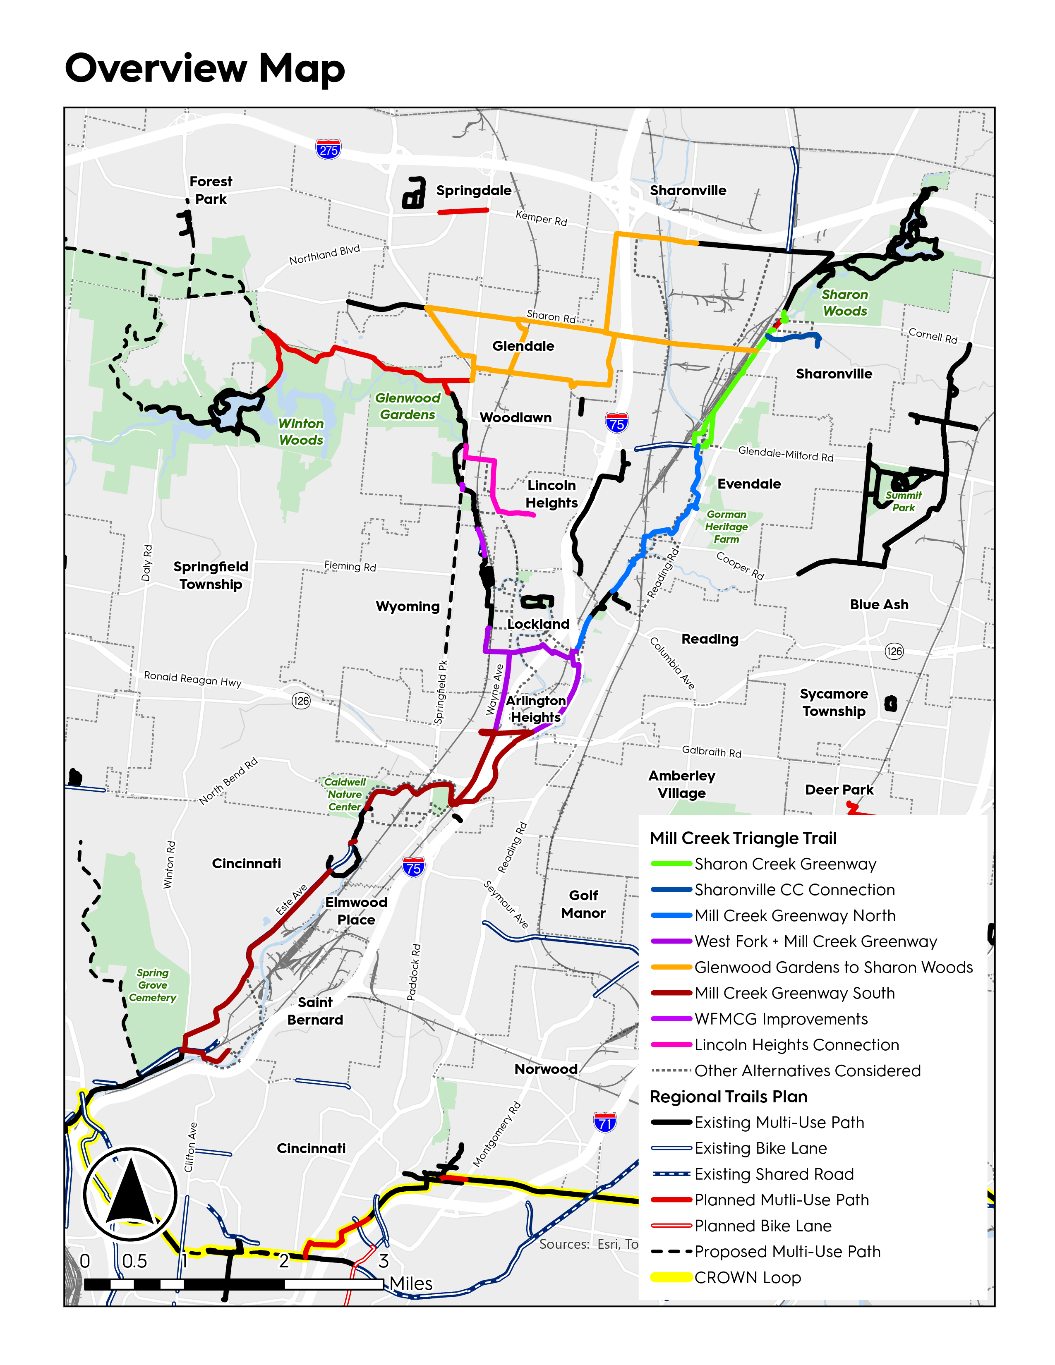 Overview Map
275
Forest
Park
Springdale
Sharonville
Kemper Rd
Northland Blvd
Sharon
Woods
Sharon Rd
Glendale
Cornell Rd
Sharonville
Glenwood
Gardens
Woodlawn
Winton
Woods
75
Glendale-Milford Rd
Evendale
Lincoln
Heights
Summit
Park
Gorman
Heritage
Farm
Daly Rd
Springfield
Township
Fleming Rd
Cooper Rd
Reading Rd
Wyoming
Blue Ash
Lockland
Reading
Columbia Ave
126
Ronald Reagan Hwy
126
Springfield Pk
Wayne Ave
Arlington
Heights
Sycamore
Township
Galbraith Rd
North Bend Rd
Caldwell
Nature
Center
Amberley
Village
Deer Park
Reading Rd
Winton Rd
Cincinnati
75
Este Ave
Elmwood
Place
Seymour Ave
Golf
Manor
Paddock Rd
Spring
Grove
Cemetery
Saint
Bernard
Norwood
Montgomery Rd
71
Cincinnati
Clifton Ave
0 0.5 1 2 3
Miles
Sources: Esri, To
Mill Creek Triangle Trail
Sharon Creek Greenway
Sharonville CC Connection
Mill Creek Greenway North
West Fork + Mill Creek Greenway
Glenwood Gardens to Sharon Woods
Mill Creek Greenway South
WFMCG Improvements
Lincoln Heights Connection
Other Alternatives Considered
Regional Trails Plan
Existing Multi-Use Path
Existing Bike Lane
Existing Shared Road
Planned Mutli-Use Path
Planned Bike Lane
Proposed Multi-Use Path
CROWN Loop